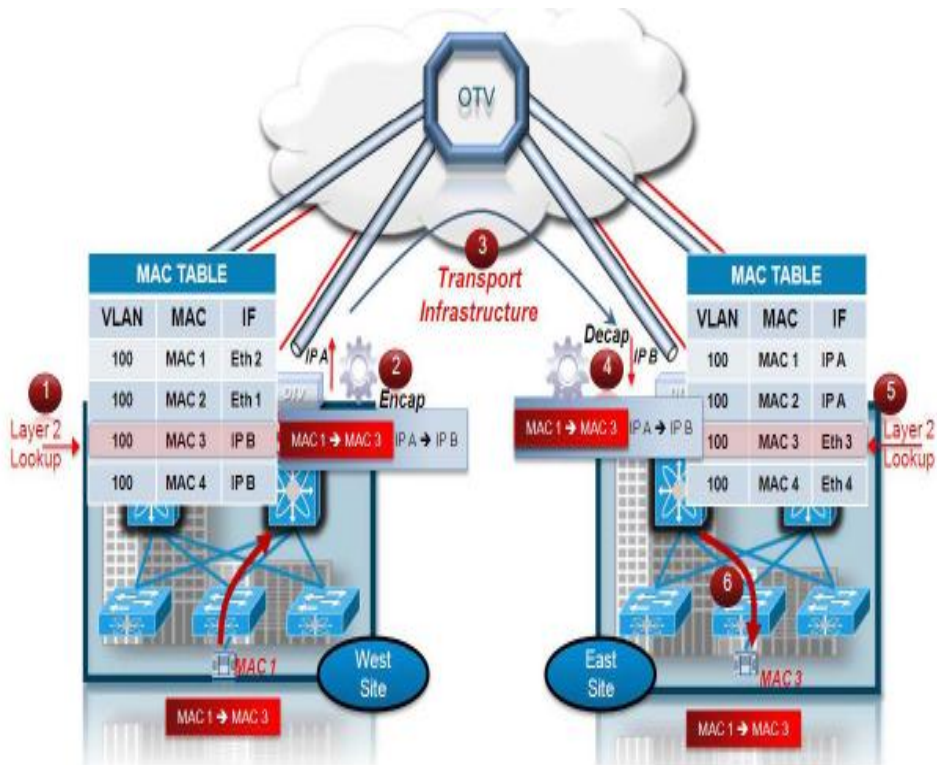 OTV
3
Transport
Infrastructure
MAC TABLE
VLAN MAC IF
100 MAC 1 Eth 2
100 MAC 2 Eth 1
100 MAC 3 IP B
100 MAC 4 IP B
1
Layer 2
Lookup
IP A
2
Encap
MAC 1 → MAC 3 IP A → IP B
Decap
4
IP B
MAC 1 → MAC 3 IP A → IP B
MAC TABLE
VLAN MAC IF
100 MAC 1 IP A
100 MAC 2 IP A
100 MAC 3 Eth 3
100 MAC 4 Eth 4
5
Layer 2
Lookup
6
MAC 1
West
Site
MAC 1 → MAC 3
East
Site
MAC 3
MAC 1 → MAC 3